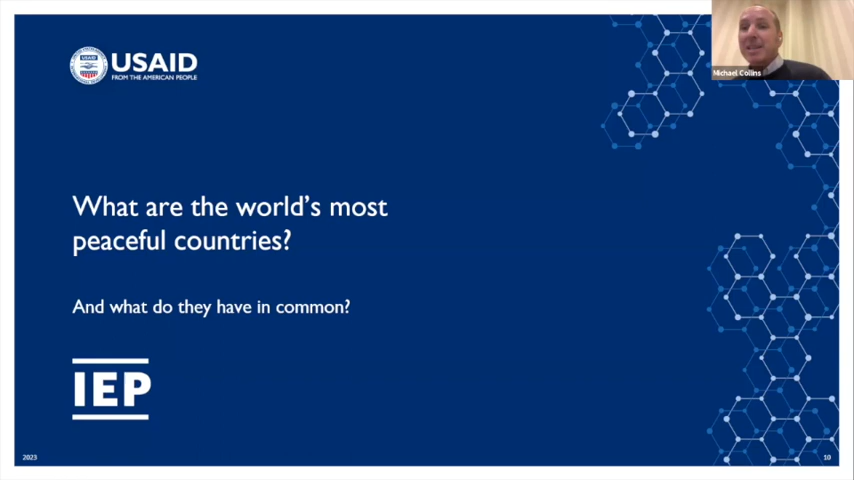 USAID
FROM THE AMERICAN PEOPLE
Michael Collins
What are the world's most
peaceful countries?
And what do they have in common?
IEP
2023
10